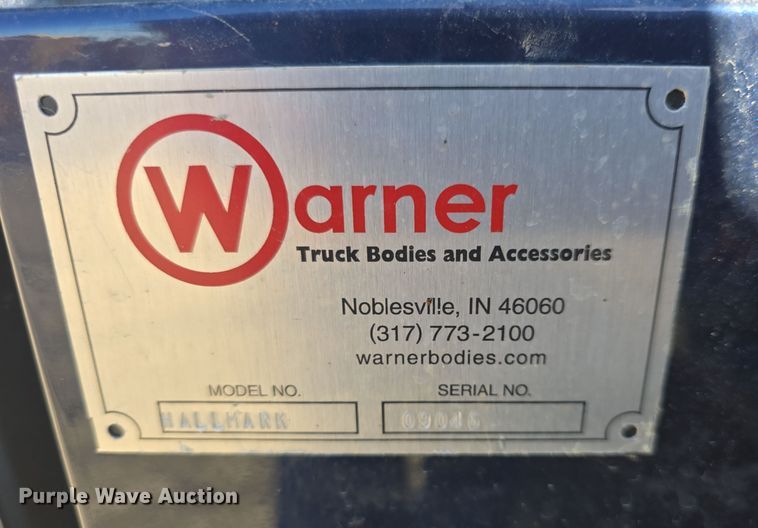 Warner
Truck Bodies and Accessories
Noblesville, IN 46060
(317) 773-2100
warnerbodies.com
MODEL NO. SERIAL NO.
HALLMARK
Purple Wave Auction